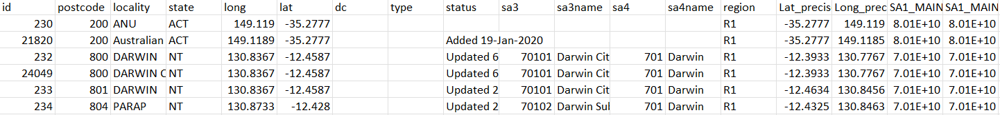 id postcode locality state long lat dc type status sa3 sa3name sa4 sa4name region Lat_precis Long_prec SA1_MAIN SA1_MAIN
230 200 ANU ACT 149.119 -35.2777 R1 -35.2777 149.119 8.01E+10 8.01E+10
21820 200 Australian ACT 149.1189 -35.2777 Added 19-Jan-2020 R1 -35.2777 149.1185 8.01E+10 8.01E+10
232 800 DARWIN NT 130.8367 -12.4587 Updated 6 70101 Darwin Cit 701 Darwin R1 -12.3933 130.7767 7.01E+10 7.01E+10
24049 800 DARWIN C NT 130.8367 -12.4587 Updated 6 70101 Darwin Cit 701 Darwin R1 -12.3933 130.7767 7.01E+10 7.01E+10
233 801 DARWIN NT 130.8367 -12.4587 Updated 2 70101 Darwin Cit 701 Darwin R1 -12.4634 130.8456 7.01E+10 7.01E+10
234 804 PARAP NT 130.8733 -12.428 Updated 2 70102 Darwin Sul 701 Darwin R1 -12.4325 130.8463 7.01E+10 7.01E+10